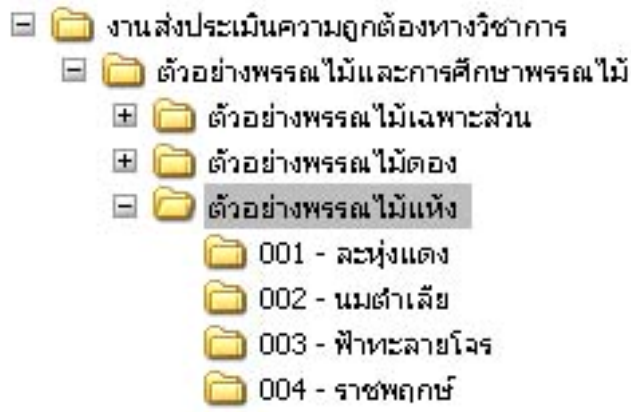 งานส่งประเมินความถูกต้องทางวิชาการ
ตัวอย่างพรรณไม้และการศึกษาพรรณไม้
ตัวอย่างพรรณไม้เฉพาะส่วน
ตัวอย่างพรรณไม้ดอง
ตัวอย่างพรรณไม้แห้ง
001 - ละหุ่งแดง
002 - นมตำเลีย
003 - ฟ้าทะลายโจร
004 - ราชพฤกษ์